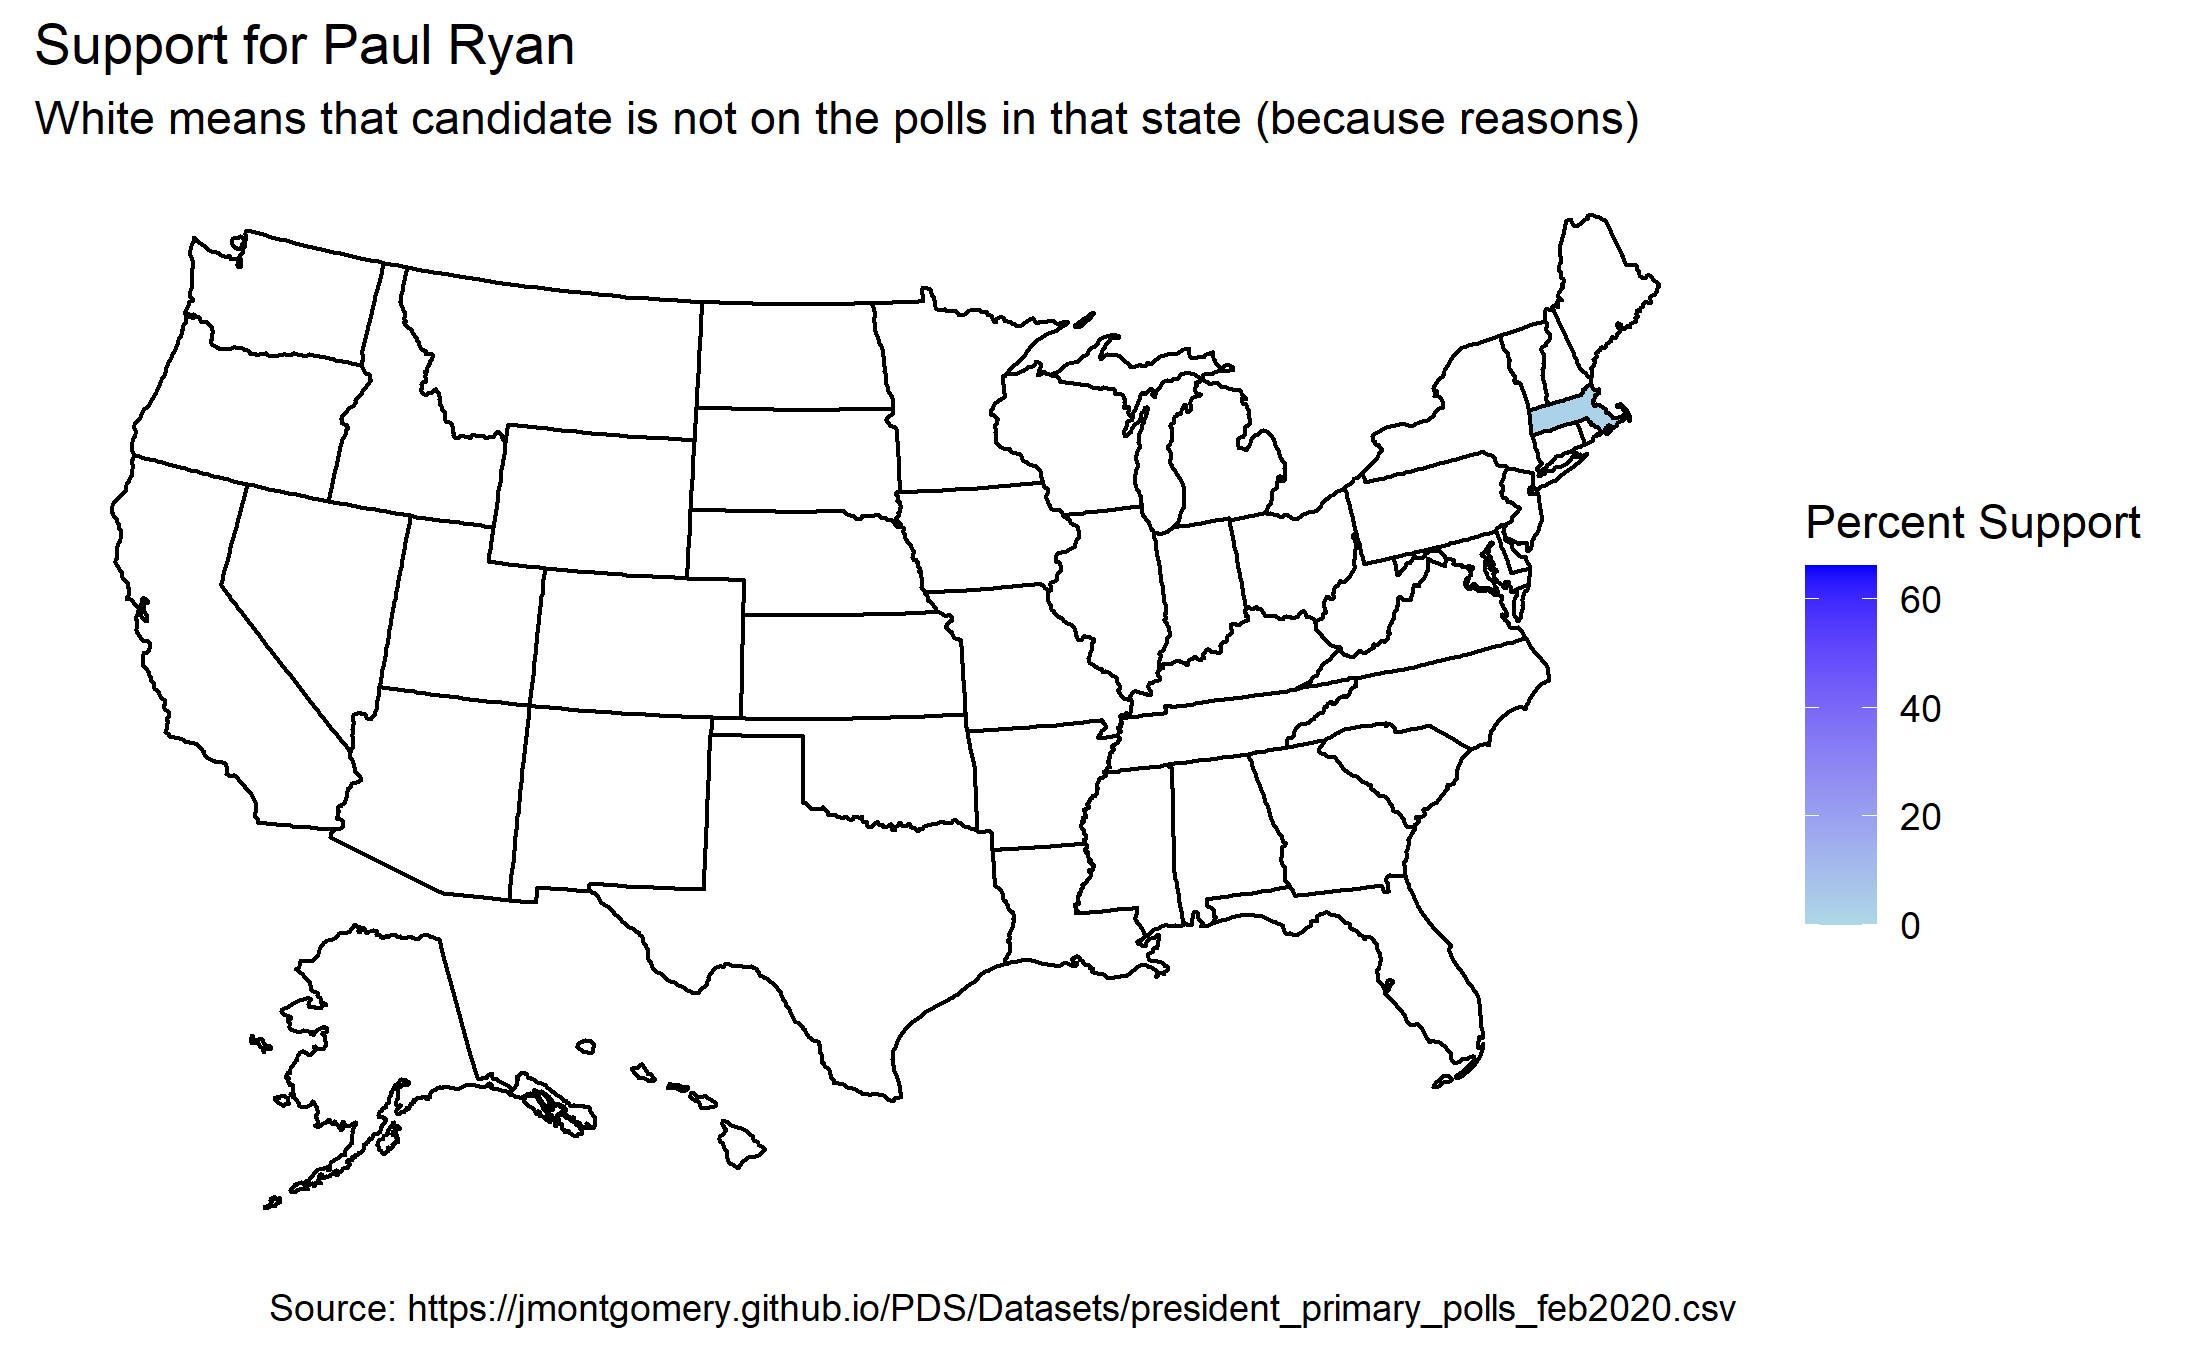 Support for Paul Ryan
White means that candidate is not on the polls in that state (because reasons)
Percent Support
60
40
20
0
Source: https://jmontgomery.github.io/PDS/Datasets/president_primary_polls_feb2020.csv